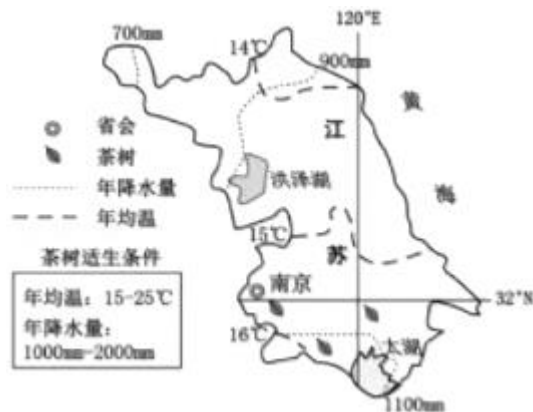 120°E
700mm
14℃
900mm
黄
海
江
苏
省会
茶树
年降水量
年均温
洪泽湖
15℃
茶树适生条件
年均温：15-25℃
年降水量：
1000mm-2000mm
南京
32°N
16℃
太湖
1100mm